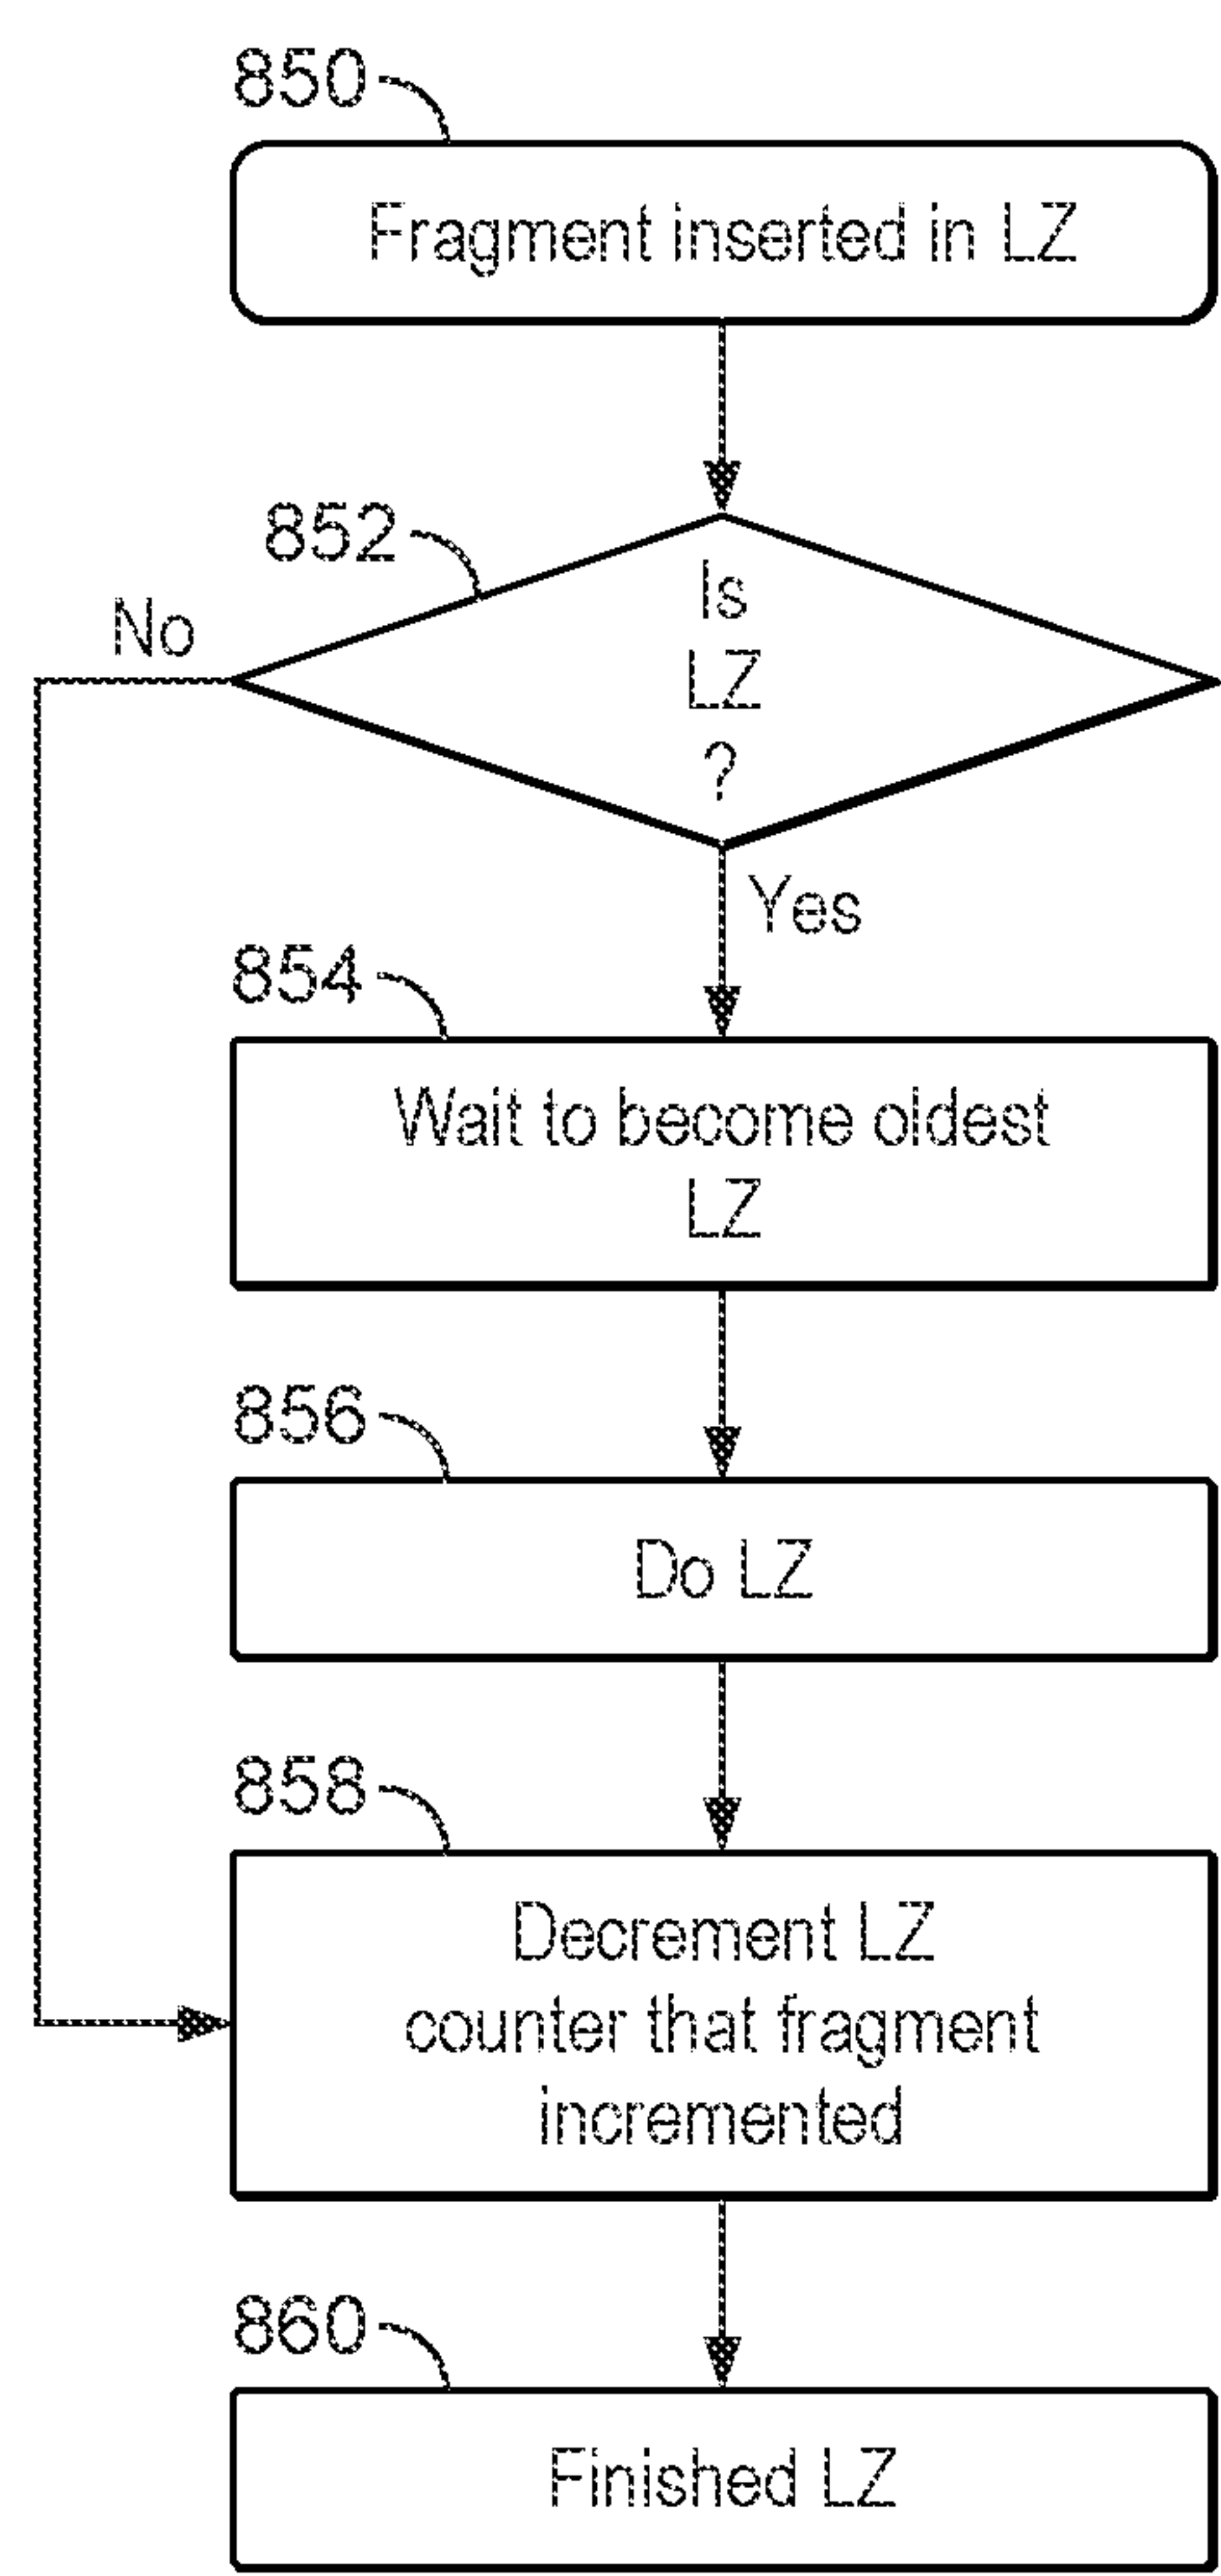 850
Fragment inserted in LZ
852
No
Is
LZ
?
Yes
854
Wait to become oldest
LZ
856
Do LZ
858
Decrement LZ
counter that fragment
incremented
860
Finished LZ